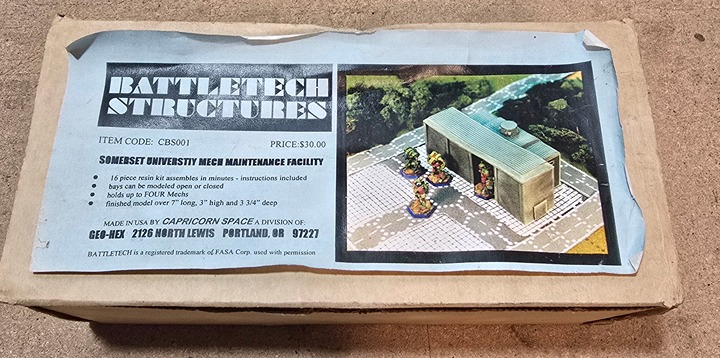 BATTLETECH
STRUCTURES
ITEM CODE: CBS001 PRICE:$30.00
SOMERSET UNIVERSTIY MECH MAINTENANCE FACILITY
• 16 piece resin kit assembles in minutes - instructions included
• bays can be modeled open or closed
• holds up to FOUR Mechs
• finished model over 7" long, 3" high and 3 3/4" deep
MADE IN USA BY CAPRICORN SPACE A DIVISION OF:
GEO-HEX 2126 NORTH LEWIS PORTLAND, OR 97227
BATTLETECH is a registered trademark of FASA Corp. used with permission